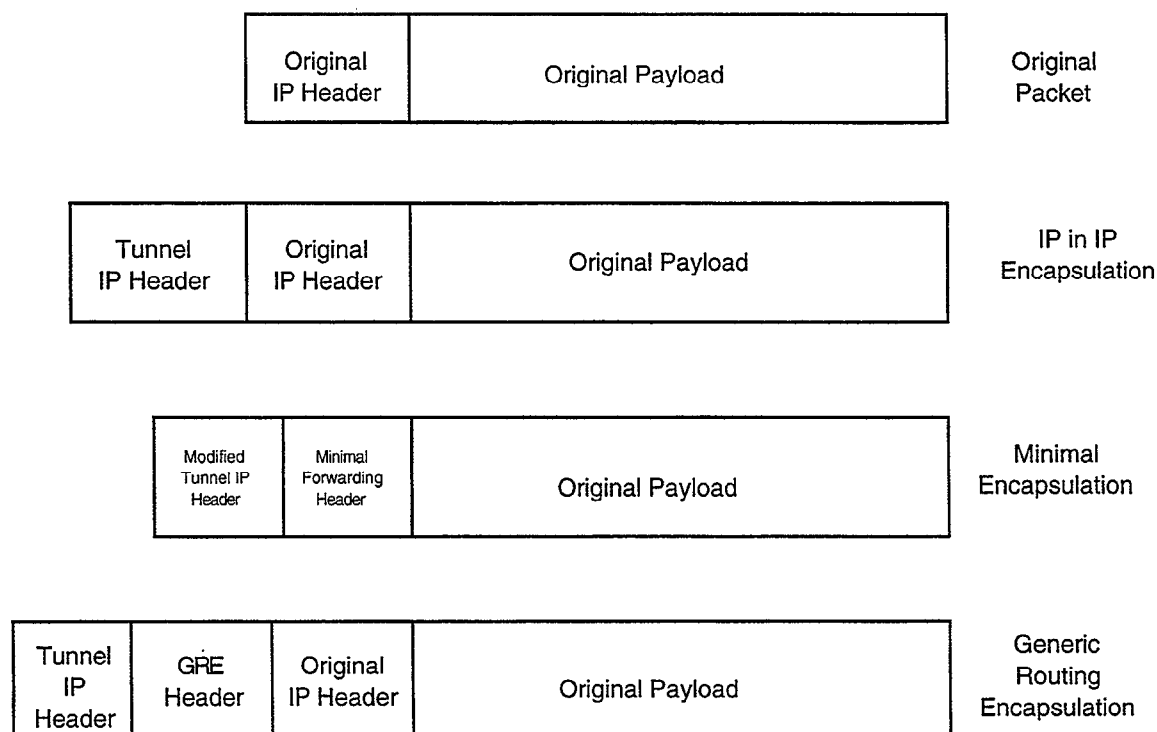 Original
IP Header
Original Payload
Original
Packet
Tunnel
IP Header
Original
IP Header
Original Payload
IP in IP
Encapsulation
Modified
Tunnel IP
Header
Minimal
Forwarding
Header
Original Payload
Minimal
Encapsulation
Tunnel
IP
Header
GRE
Header
Original
IP Header
Original Payload
Generic
Routing
Encapsulation